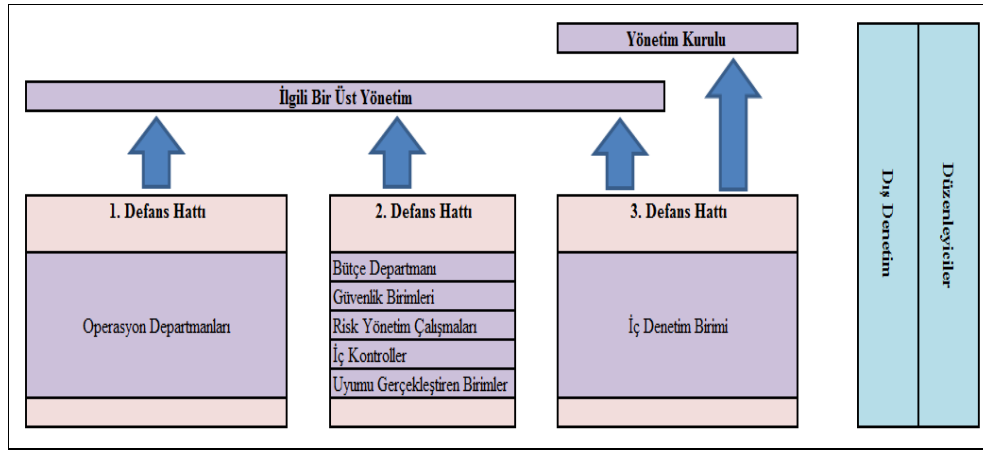 Yönetim Kurulu
İlgili Bir Üst Yönetim
1. Defans Hattı
Operasyon Departmanları
2. Defans Hattı
Bütçe Departmanı
Güvenlik Birimleri
Risk Yönetim Çalışmaları
İç Kontroller
Uyumu Gerçekleştiren Birimler
3. Defans Hattı
İç Denetim Birimi
Dış Denetim
Düzenleyiciler